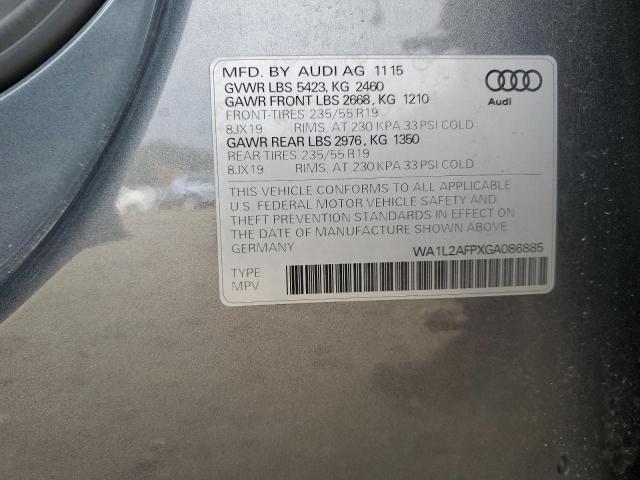 MFD. BY AUDI AG 11 15
GVWR LBS 5423, KG 2460
GAWR FRONT LBS 2668, KG 1210
FRONT-TIRES 235/55 R19
8JX19 RIMS, AT 230 KPA 33 PSI COLD
GAWR REAR LBS 2976, KG 1350
REAR-TIRES 235/55 R19
8JX19 RIMS, AT 230 KPA 33 PSI COLD
Audi
THIS VEHICLE CONFORMS TO ALL APPLICABLE
U.S. FEDERAL MOTOR VEHICLE SAFETY AND
THEFT PREVENTION STANDARDS IN EFFECT ON
THE DATE OF MANUFACTURE SHOWN ABOVE
GERMANY
WA1L2AFPXGA086885
TYPE
MPV